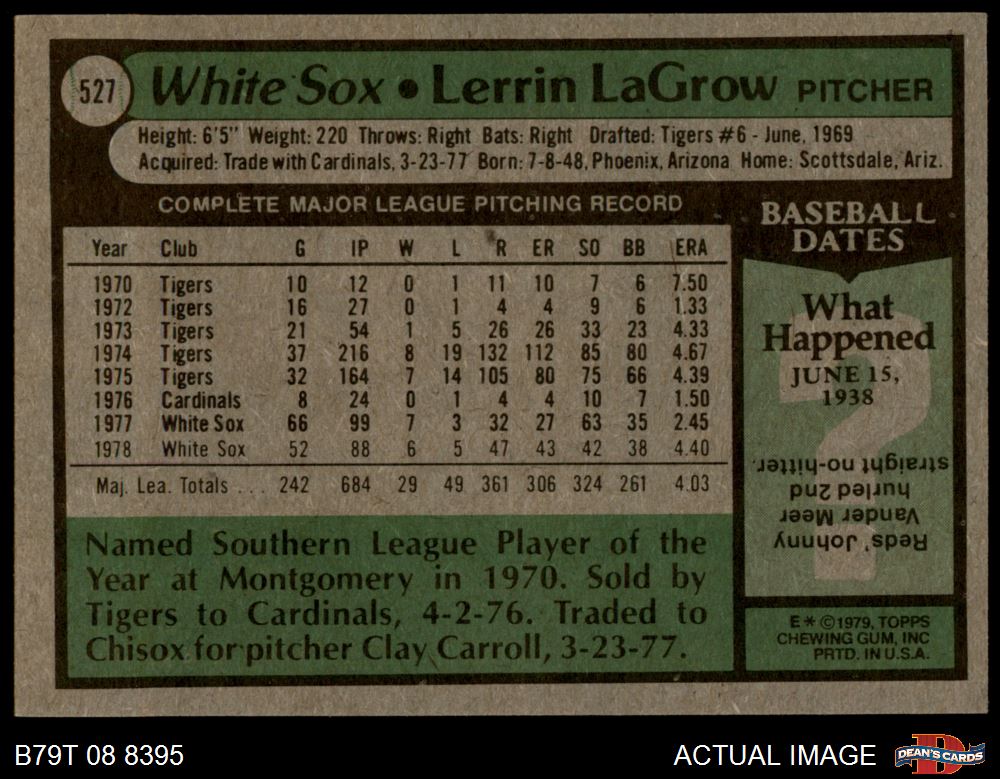 527 White Sox • Lerrin LaGrow PITCHER
Height: 6'5" Weight: 220 Throws: Right Bats: Right Drafted: Tigers #6 - June, 1969
Acquired: Trade with Cardinals, 3-23-77 Born: 7-8-48, Phoenix, Arizona Home: Scottsdale, Ariz.
COMPLETE MAJOR LEAGUE PITCHING RECORD
Year Club G IP W L R ER SO BB ERA
1970 Tigers 10 12 0 1 11 10 7 6 7.50
1972 Tigers 16 27 0 1 4 4 9 6 1.33
1973 Tigers 21 54 1 5 26 26 33 23 4.33
1974 Tigers 37 216 8 19 132 112 85 80 4.67
1975 Tigers 32 164 7 14 105 80 75 66 4.39
1976 Cardinals 8 24 0 1 4 4 10 7 1.50
1977 White Sox 66 99 7 3 32 27 63 35 2.45
1978 White Sox 52 88 6 5 47 43 42 38 4.40
Maj. Lea. Totals . . . 242 684 29 49 361 306 324 261 4.03
Named Southern League Player of the
Year at Montgomery in 1970. Sold by
Tigers to Cardinals, 4-2-76. Traded to
Chisox for pitcher Clay Carroll, 3-23-77.
BASEBALL
DATES
What
Happened
JUNE 15,
1938
?
Reds' Johnny
Vander Meer
hurled 2nd
straight no-hitter.
E * © 1979, TOPPS
CHEWING GUM, INC
PRTD. IN U.S.A.
B79T 08 8395
ACTUAL IMAGE
DEAN'S CARDS